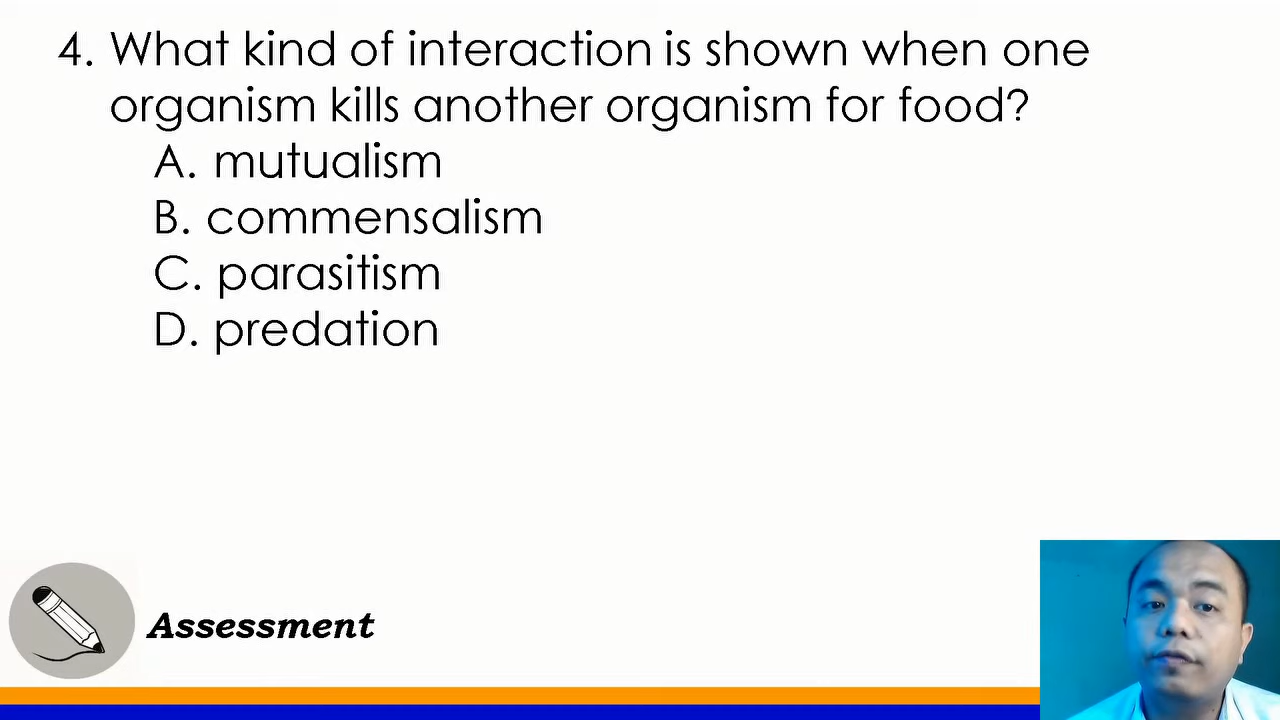 4. What kind of interaction is shown when one
organism kills another organism for food?
A. mutualism
B. commensalism
C. parasitism
D. predation
Assessment